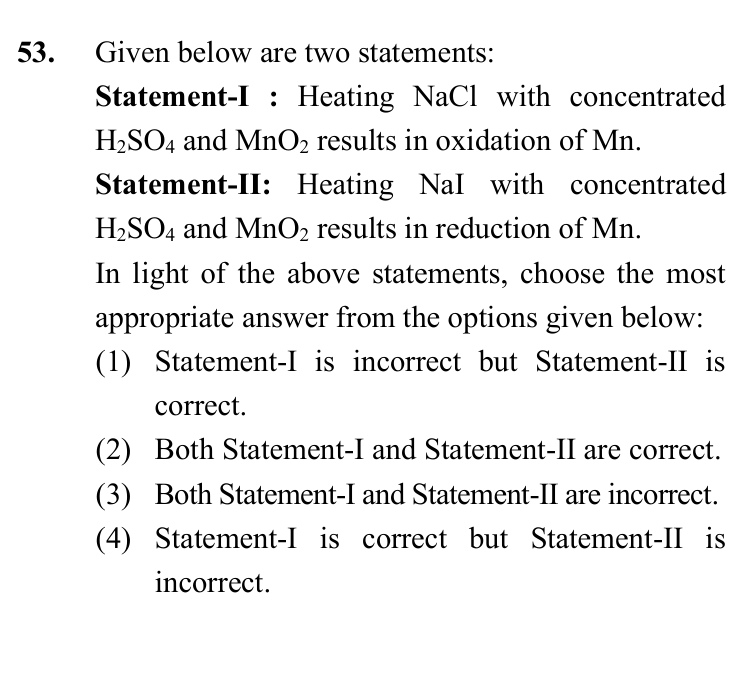 53. Given below are two statements:
Statement-I : Heating NaCl with concentrated
H₂SO₄ and MnO₂ results in oxidation of Mn.
Statement-II: Heating NaI with concentrated
H₂SO₄ and MnO₂ results in reduction of Mn.
In light of the above statements, choose the most
appropriate answer from the options given below:
(1) Statement-I is incorrect but Statement-II is
correct.
(2) Both Statement-I and Statement-II are correct.
(3) Both Statement-I and Statement-II are incorrect.
(4) Statement-I is correct but Statement-II is
incorrect.